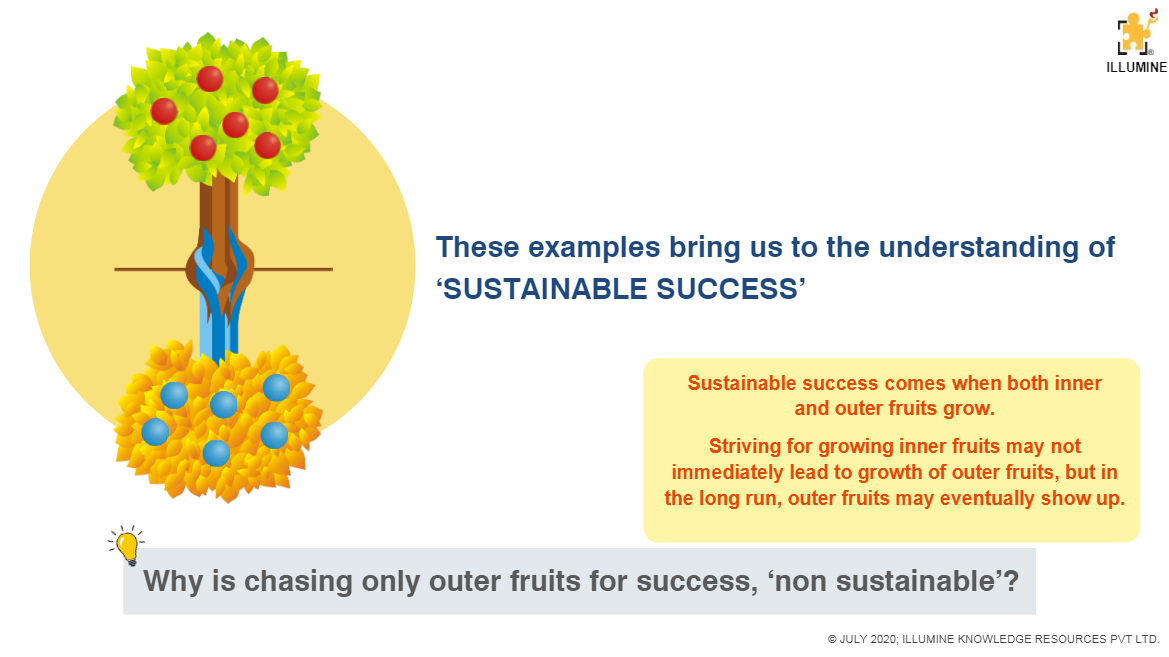 ILLUMINE
These examples bring us to the understanding of
‘SUSTAINABLE SUCCESS’
Sustainable success comes when both inner
and outer fruits grow.
Striving for growing inner fruits may not
immediately lead to growth of outer fruits, but in
the long run, outer fruits may eventually show up.
Why is chasing only outer fruits for success, ‘non sustainable’?
© JULY 2020; ILLUMINE KNOWLEDGE RESOURCES PVT LTD.